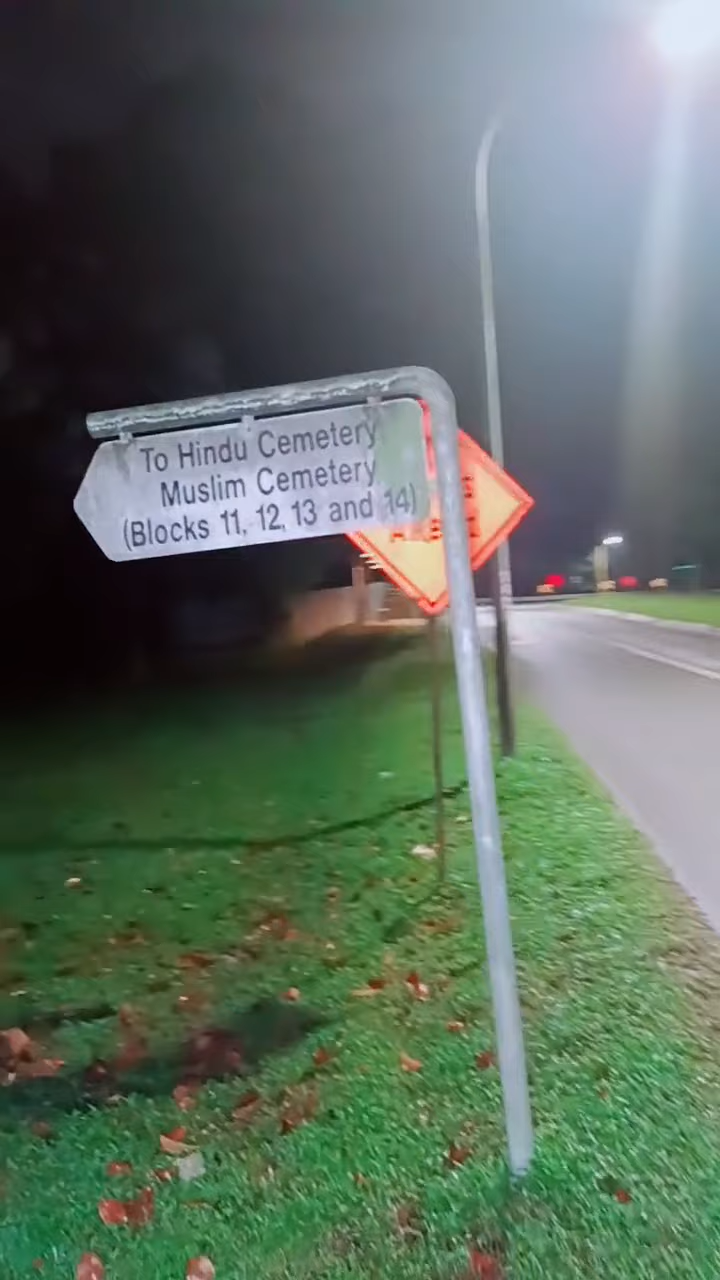 To Hindu Cemetery
Muslim Cemetery
(Blocks 11, 12, 13 and 14)